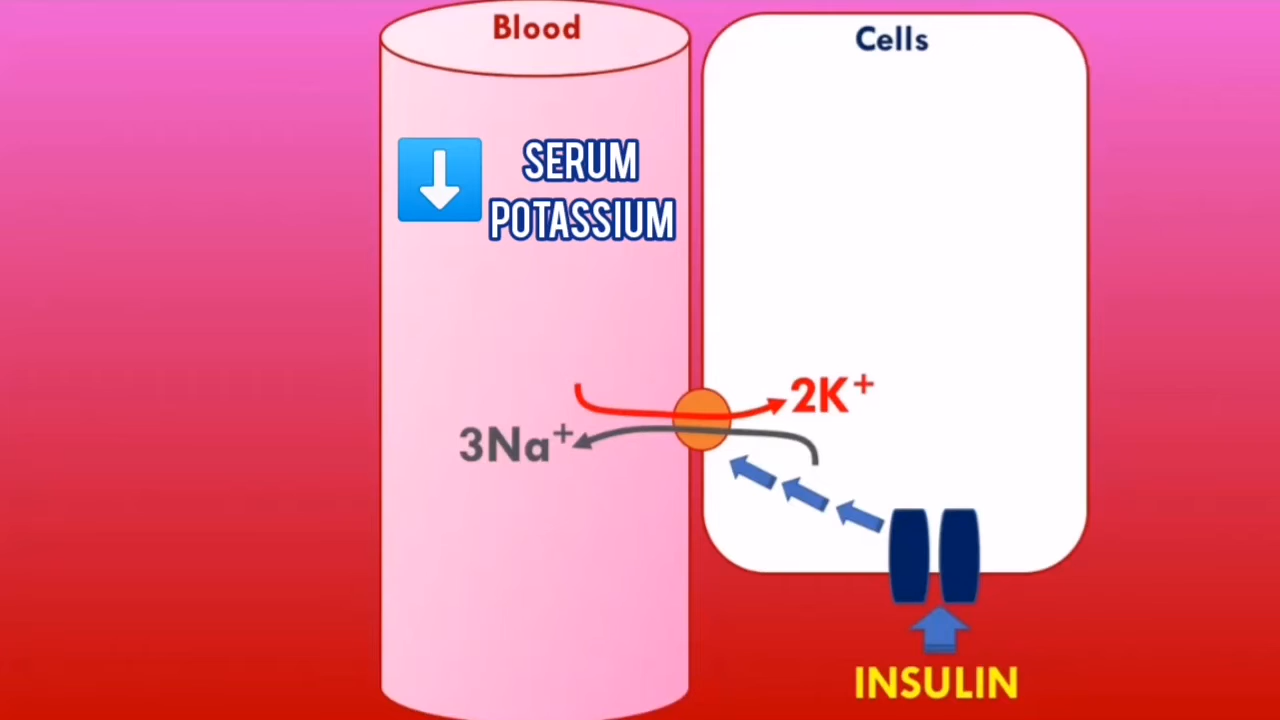 Blood
Cells
SERUM
POTASSIUM
2K⁺
3Na⁺
INSULIN